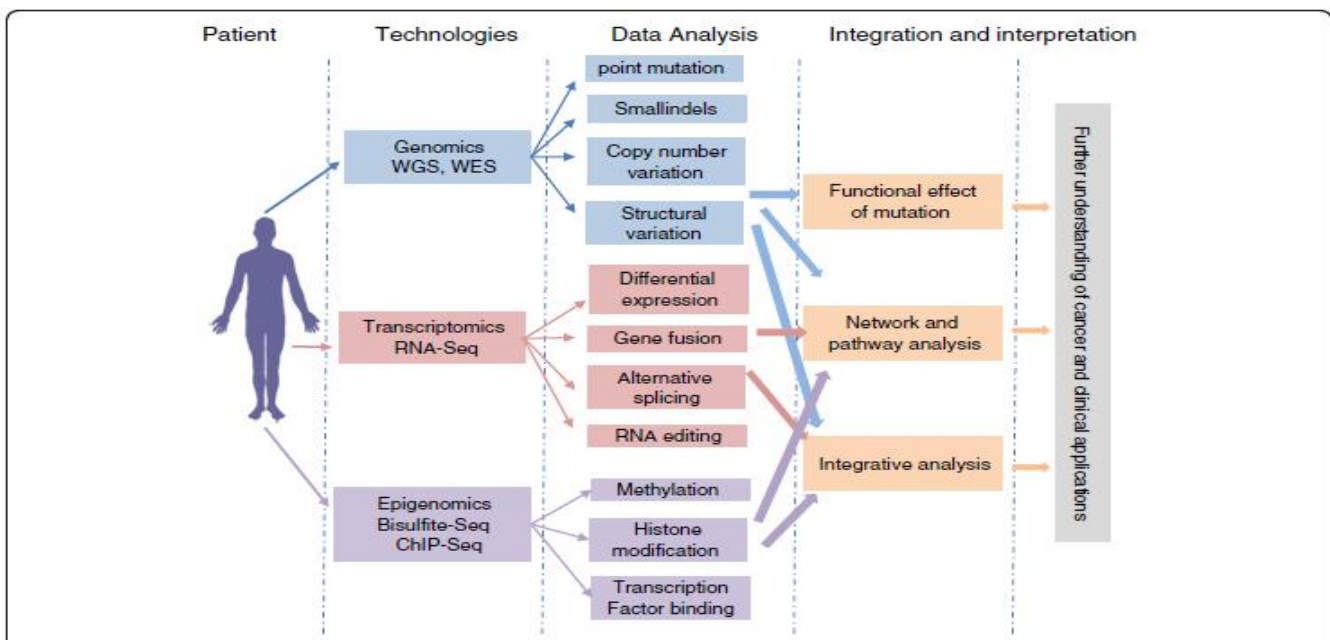 Patient
Technologies
Data Analysis
Integration and interpretation
Genomics
WGS, WES
Transcriptomics
RNA-Seq
Epigenomics
Bisulfite-Seq
ChIP-Seq
point mutation
Smallindels
Copy number
variation
Structural
variation
Differential
expression
Gene fusion
Alternative
splicing
RNA editing
Methylation
Histone
modification
Transcription
Factor binding
Functional effect
of mutation
Network and
pathway analysis
Integrative analysis
Further understanding of cancer and clinical applications